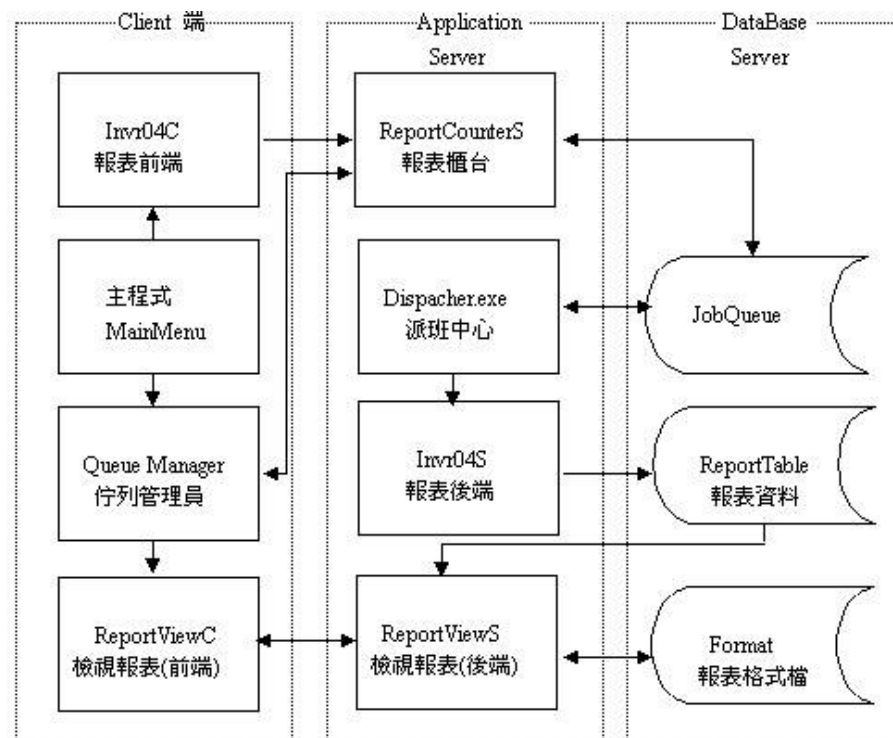 Client 端
Application
Server
DataBase
Server
Invr04C
報表前端
ReportCounterS
報表櫃台
主程式
MainMenu
Dispacher.exe
派班中心
JobQueue
Queue Manager
佇列管理員
Invr04S
報表後端
ReportTable
報表資料
ReportViewC
檢視報表(前端)
ReportViewS
檢視報表(後端)
Format
報表格式檔